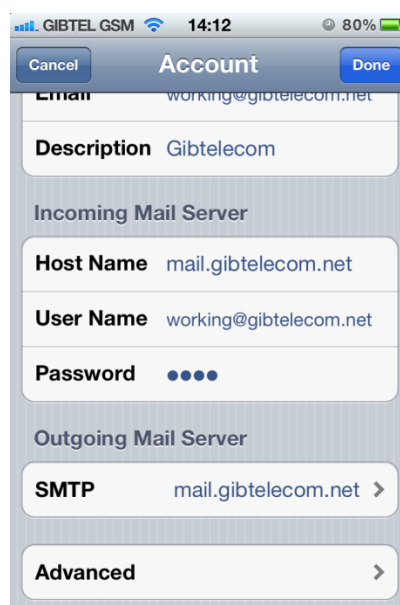 GIBTEL GSM 14:12 80%
Cancel Account Done
Email working@gibtelecom.net
Description Gibtelecom
Incoming Mail Server
Host Name mail.gibtelecom.net
User Name working@gibtelecom.net
Password ●●●●
Outgoing Mail Server
SMTP mail.gibtelecom.net
Advanced